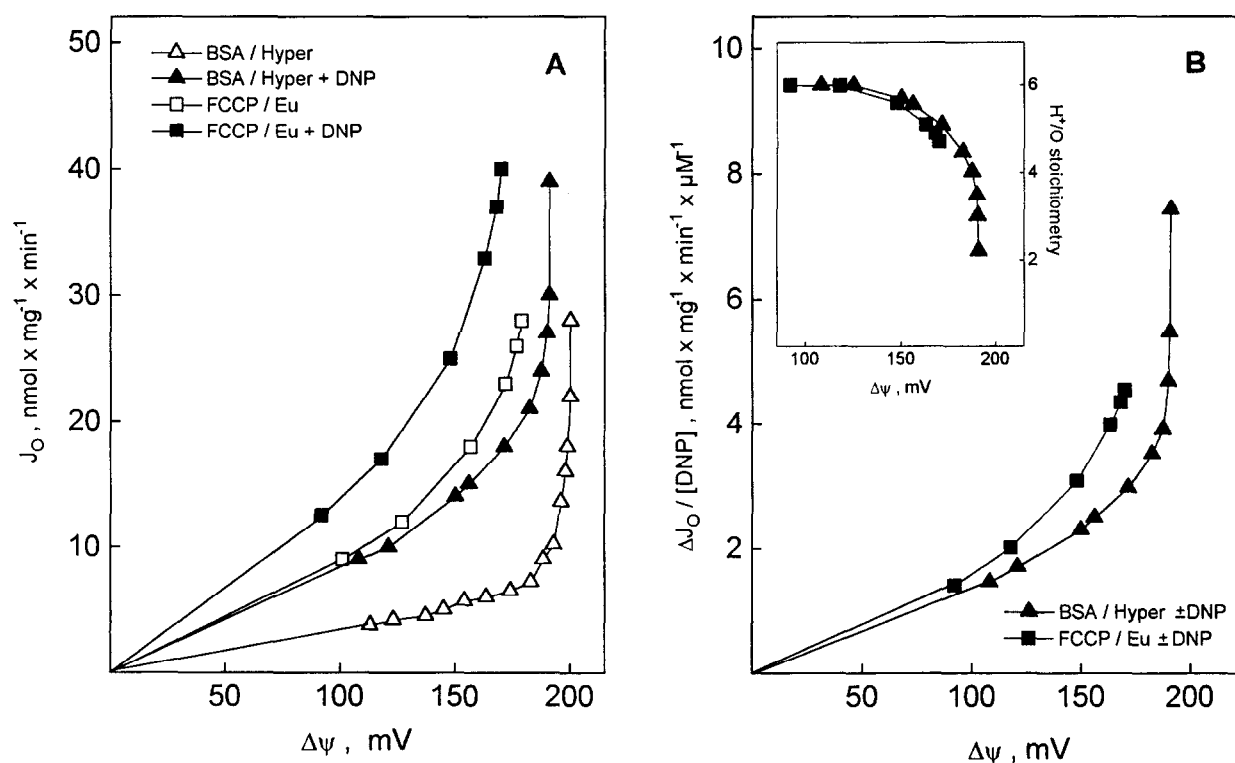 A
BSA / Hyper
BSA / Hyper + DNP
FCCP / Eu
FCCP / Eu + DNP
50
40
30
20
10
J_O , nmol x mg⁻¹ x min⁻¹
50 100 150 200
Δψ , mV
B
10
8
6
4
2
ΔJ_O / [DNP] , nmol x mg⁻¹ x min⁻¹ x μM⁻¹
6
4
2
H⁺/O stoichiometry
100 150 200
Δψ , mV
BSA / Hyper ±DNP
FCCP / Eu ±DNP
50 100 150 200
Δψ , mV